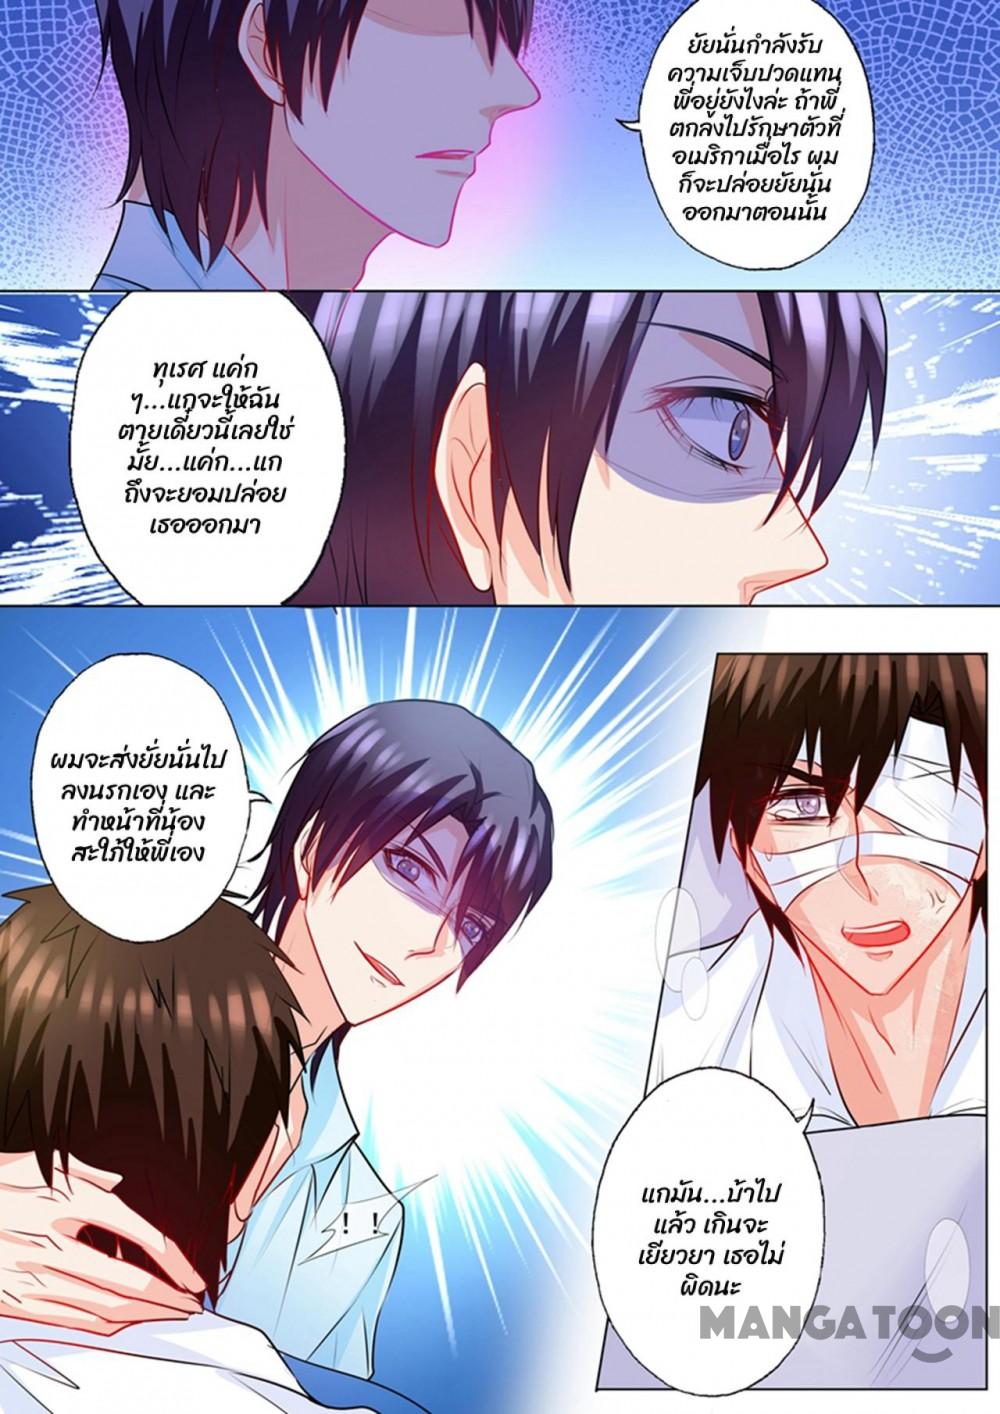 ยัยนั่นกำลังรับ
ความเจ็บปวดแทน
พี่อยู่ยังไงล่ะ ถ้าพี่
ตกลงไปรักษาตัวที่
อเมริกาเมื่อไร ผม
ก็จะปล่อยยัยนั่น
ออกมาตอนนั้น
ทุเรศ แค่ก
ๆ...แกจะให้ฉัน
ตายเดี๋ยวนี้เลยใช่
มั้ย...แค่ก...แก
ถึงจะยอมปล่อย
เธอออกมา
ผมจะส่งยั่ยนั่นไป
ลงนรกเอง และ
ทำหน้าที่น้อง
สะใภ้ให้พี่เอง
! !
แกมัน...บ้าไป
แล้ว เกินจะ
เยียวยา เธอไม่
ผิดนะ
MANGATOON